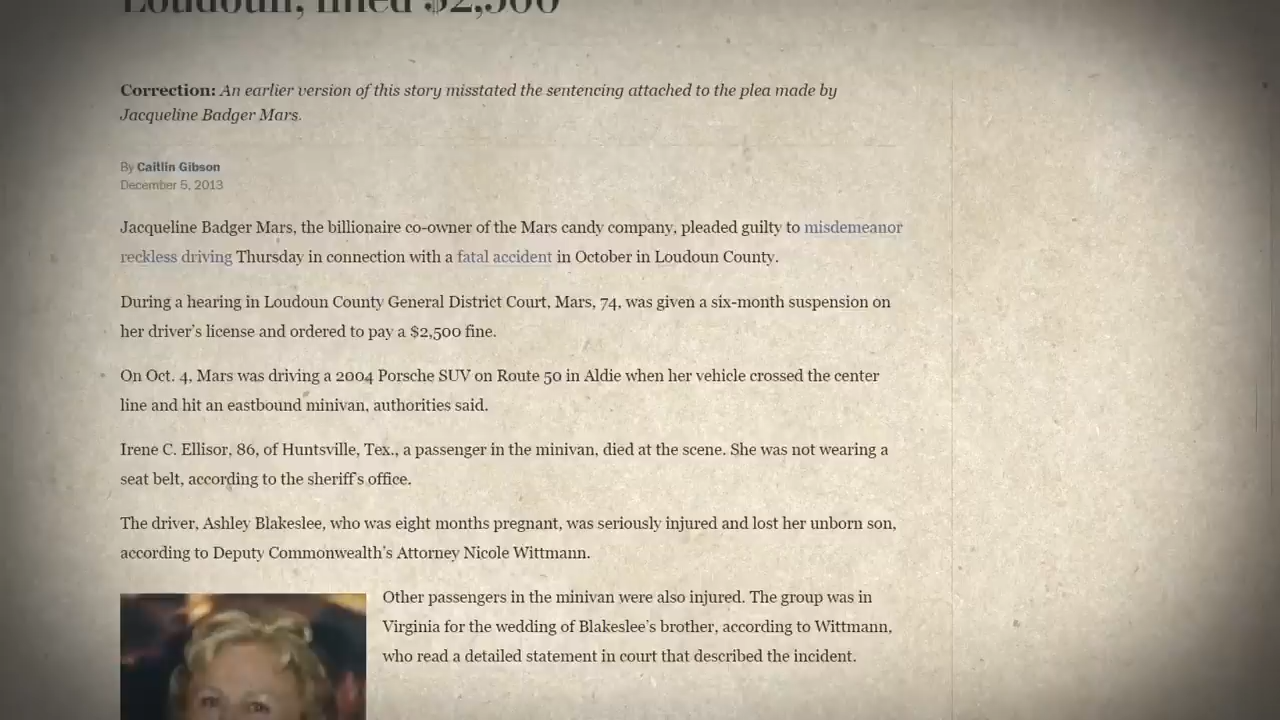 Loudoun, fined $2,500
Correction: An earlier version of this story misstated the sentencing attached to the plea made by
Jacqueline Badger Mars.
By Caitlin Gibson
December 5, 2013
Jacqueline Badger Mars, the billionaire co-owner of the Mars candy company, pleaded guilty to misdemeanor
reckless driving Thursday in connection with a fatal accident in October in Loudoun County.
During a hearing in Loudoun County General District Court, Mars, 74, was given a six-month suspension on
her driver's license and ordered to pay a $2,500 fine.
On Oct. 4, Mars was driving a 2004 Porsche SUV on Route 50 in Aldie when her vehicle crossed the center
line and hit an eastbound minivan, authorities said.
Irene C. Ellisor, 86, of Huntsville, Tex., a passenger in the minivan, died at the scene. She was not wearing a
seat belt, according to the sheriff's office.
The driver, Ashley Blakeslee, who was eight months pregnant, was seriously injured and lost her unborn son,
according to Deputy Commonwealth's Attorney Nicole Wittmann.
Other passengers in the minivan were also injured. The group was in
Virginia for the wedding of Blakeslee's brother, according to Wittmann,
who read a detailed statement in court that described the incident.